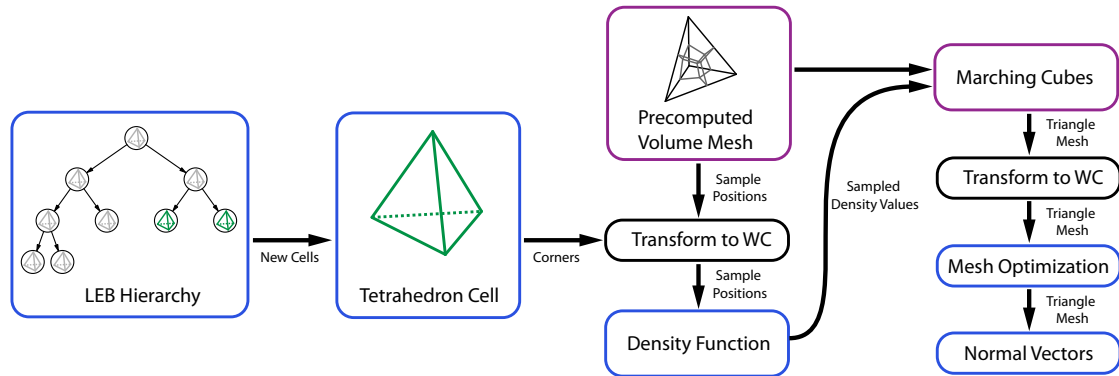 LEB Hierarchy
New Cells
Tetrahedron Cell
Corners
Precomputed
Volume Mesh
Sample
Positions
Transform to WC
Sample
Positions
Density Function
Sampled
Density Values
Marching Cubes
Triangle
Mesh
Transform to WC
Triangle
Mesh
Mesh Optimization
Triangle
Mesh
Normal Vectors